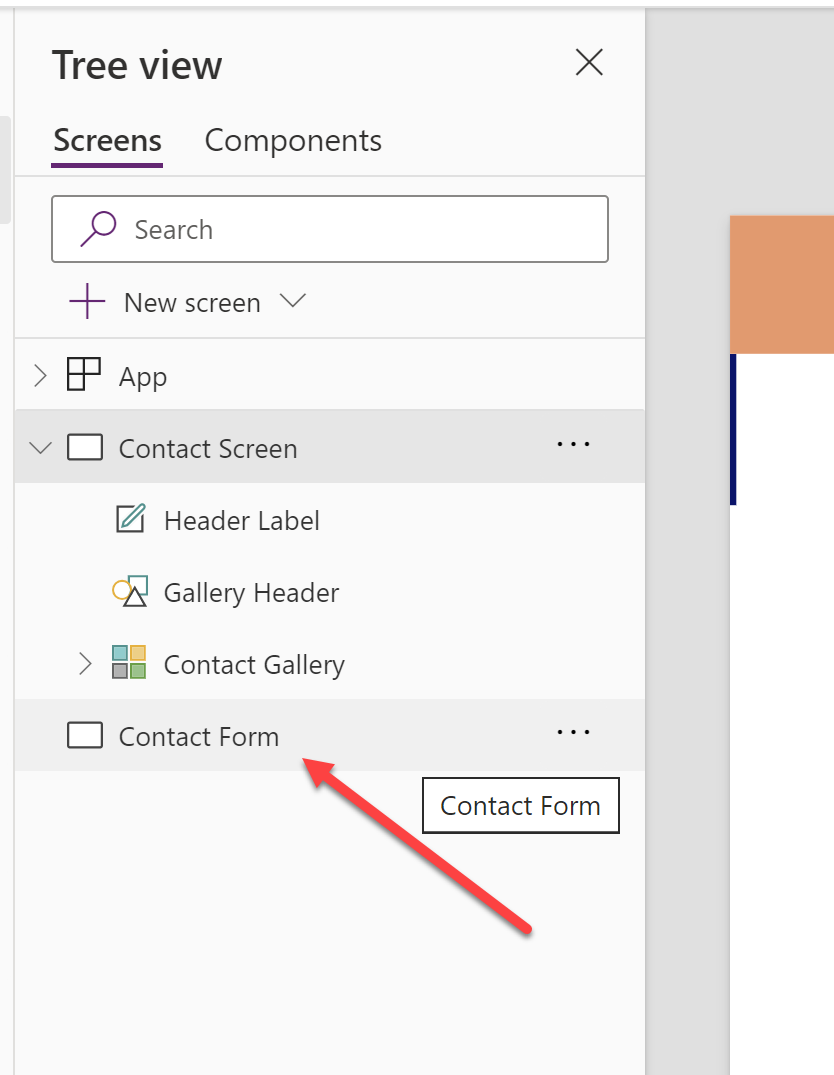 Tree view
Screens Components
Search
New screen
App
Contact Screen
Header Label
Gallery Header
Contact Gallery
Contact Form
Contact Form